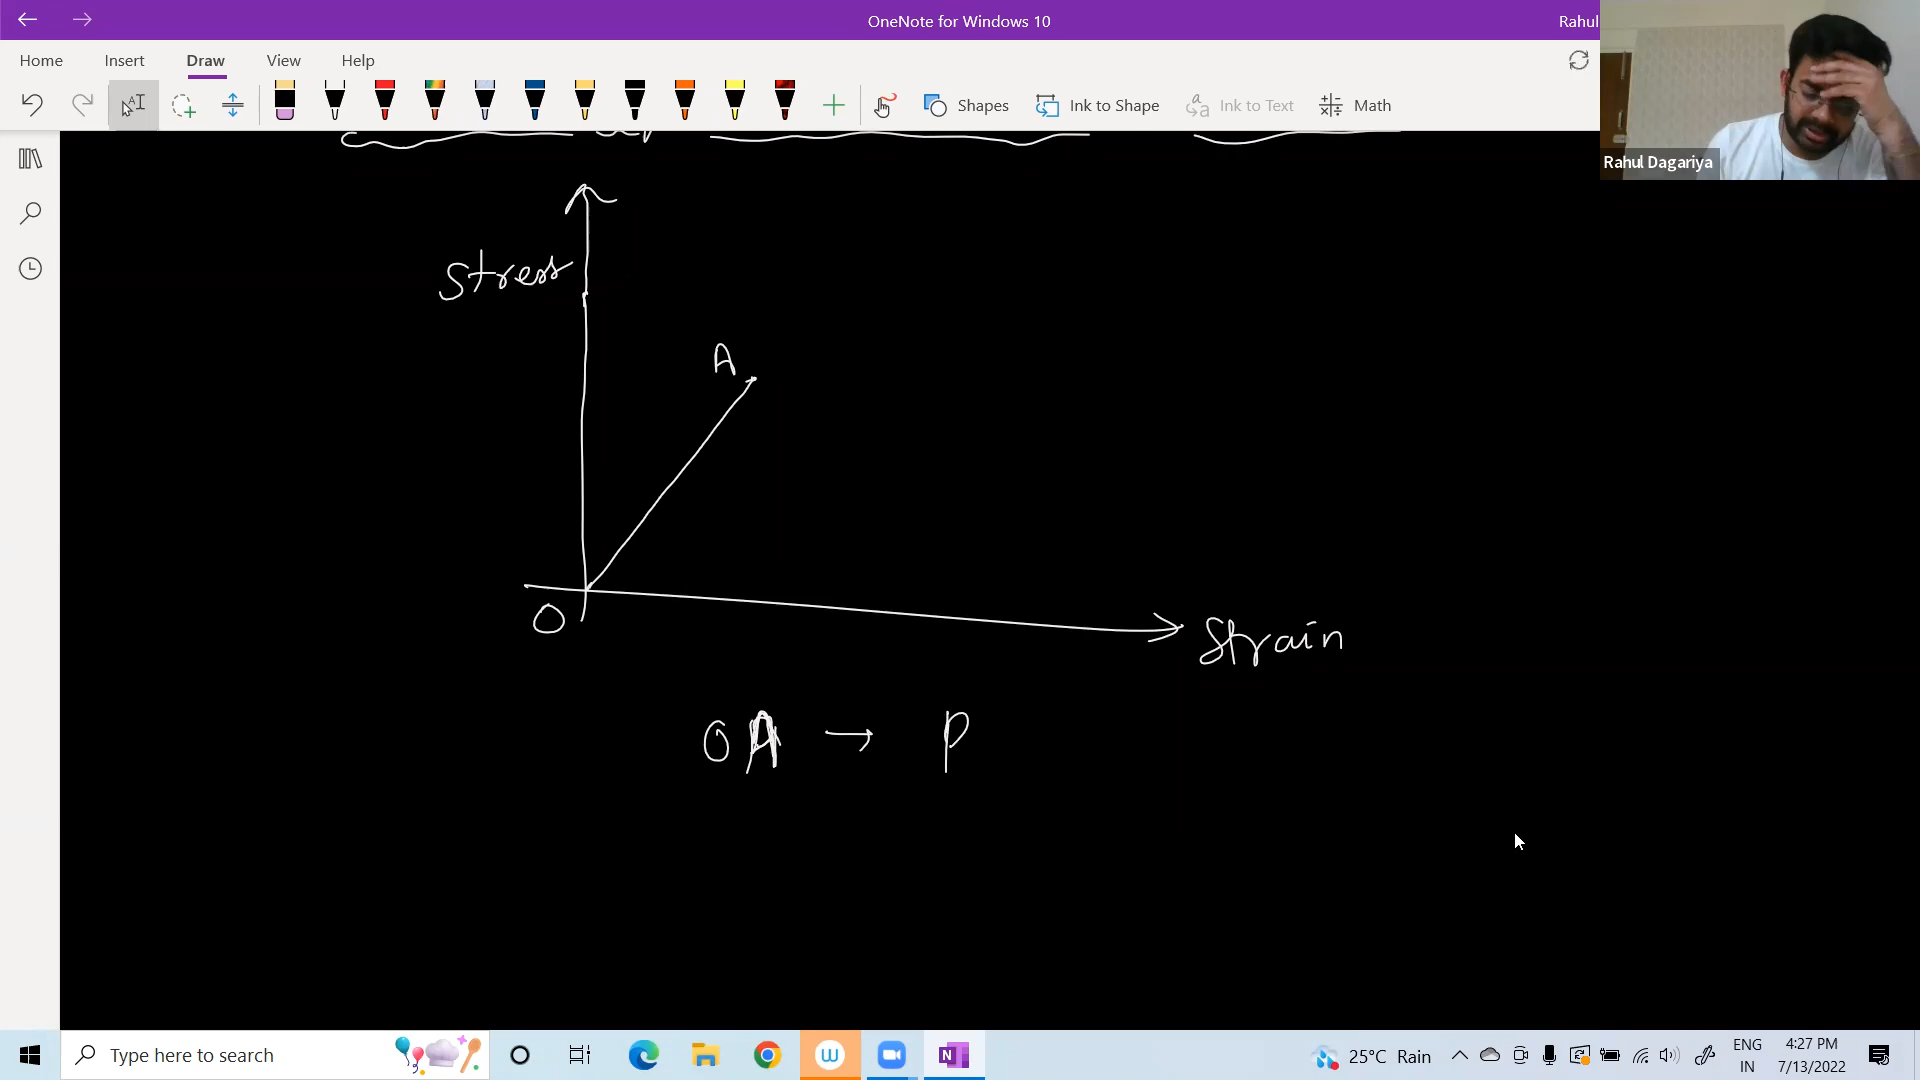 OneNote for Windows 10
Rahul
Home Insert Draw View Help
Shapes Ink to Shape Ink to Text Math
Rahul Dagariya
Stress
A
O
Strain
OA → P
Type here to search
25°C Rain
ENG
IN
4:27 PM
7/13/2022